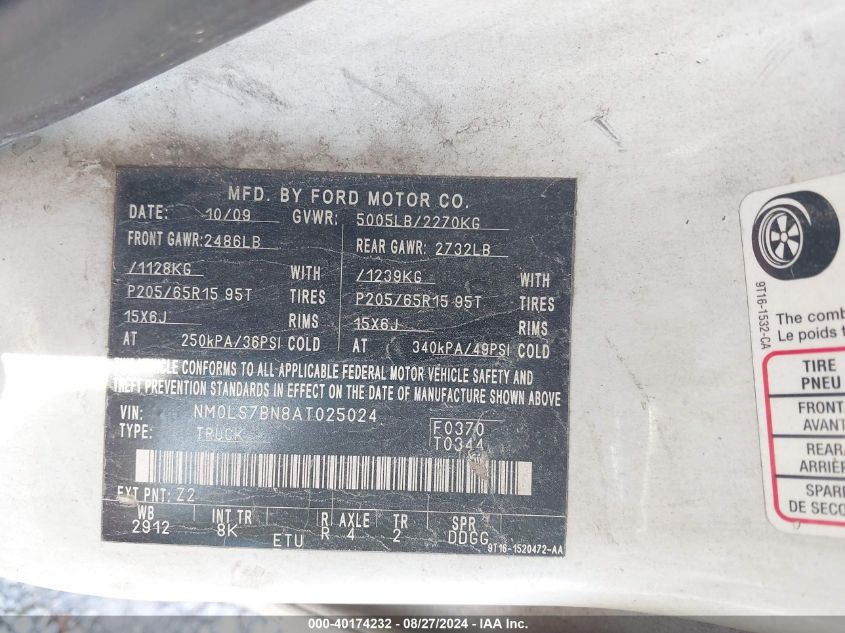 MFD. BY FORD MOTOR CO.
DATE: 10/09 GVWR: 5005LB/2270KG
FRONT GAWR:2486LB REAR GAWR: 2732LB
/1128KG WITH /1239KG WITH
P205/65R15 95T TIRES P205/65R15 95T TIRES
15X6J RIMS 15X6J RIMS
AT 250kPA/36PSI COLD AT 340kPA/49PSI COLD
THIS VEHICLE CONFORMS TO ALL APPLICABLE FEDERAL MOTOR VEHICLE SAFETY AND
THEFT PREVENTION STANDARDS IN EFFECT ON THE DATE OF MANUFACTURE SHOWN ABOVE
VIN: NM0LS7BN8AT025024 F0370
TYPE: TRUCK T0344
EXT PNT: Z2
WB INT TR R AXLE TR SPR
2912 8K R 4 2 DDGG
ETU 9T16-1520472-AA
9T16-1532-CA
The comb
Le poids t
TIRE
PNEU
FRONT
AVANT
REAR
ARRIÈR
SPARE
DE SECO
000-40174232 - 08/27/2024 - IAA Inc.